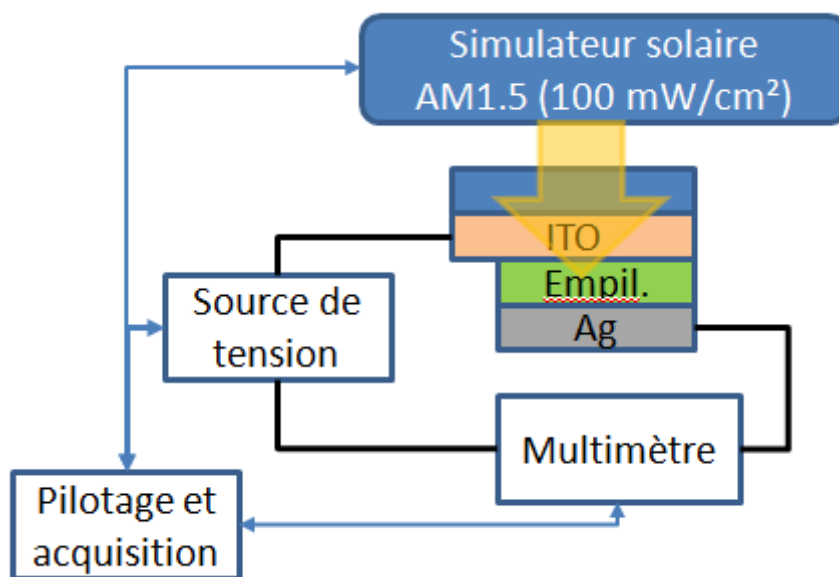 Simulateur solaire
AM1.5 (100 mW/cm²)
ITO
Empil.
Ag
Source de
tension
Multimètre
Pilotage et
acquisition